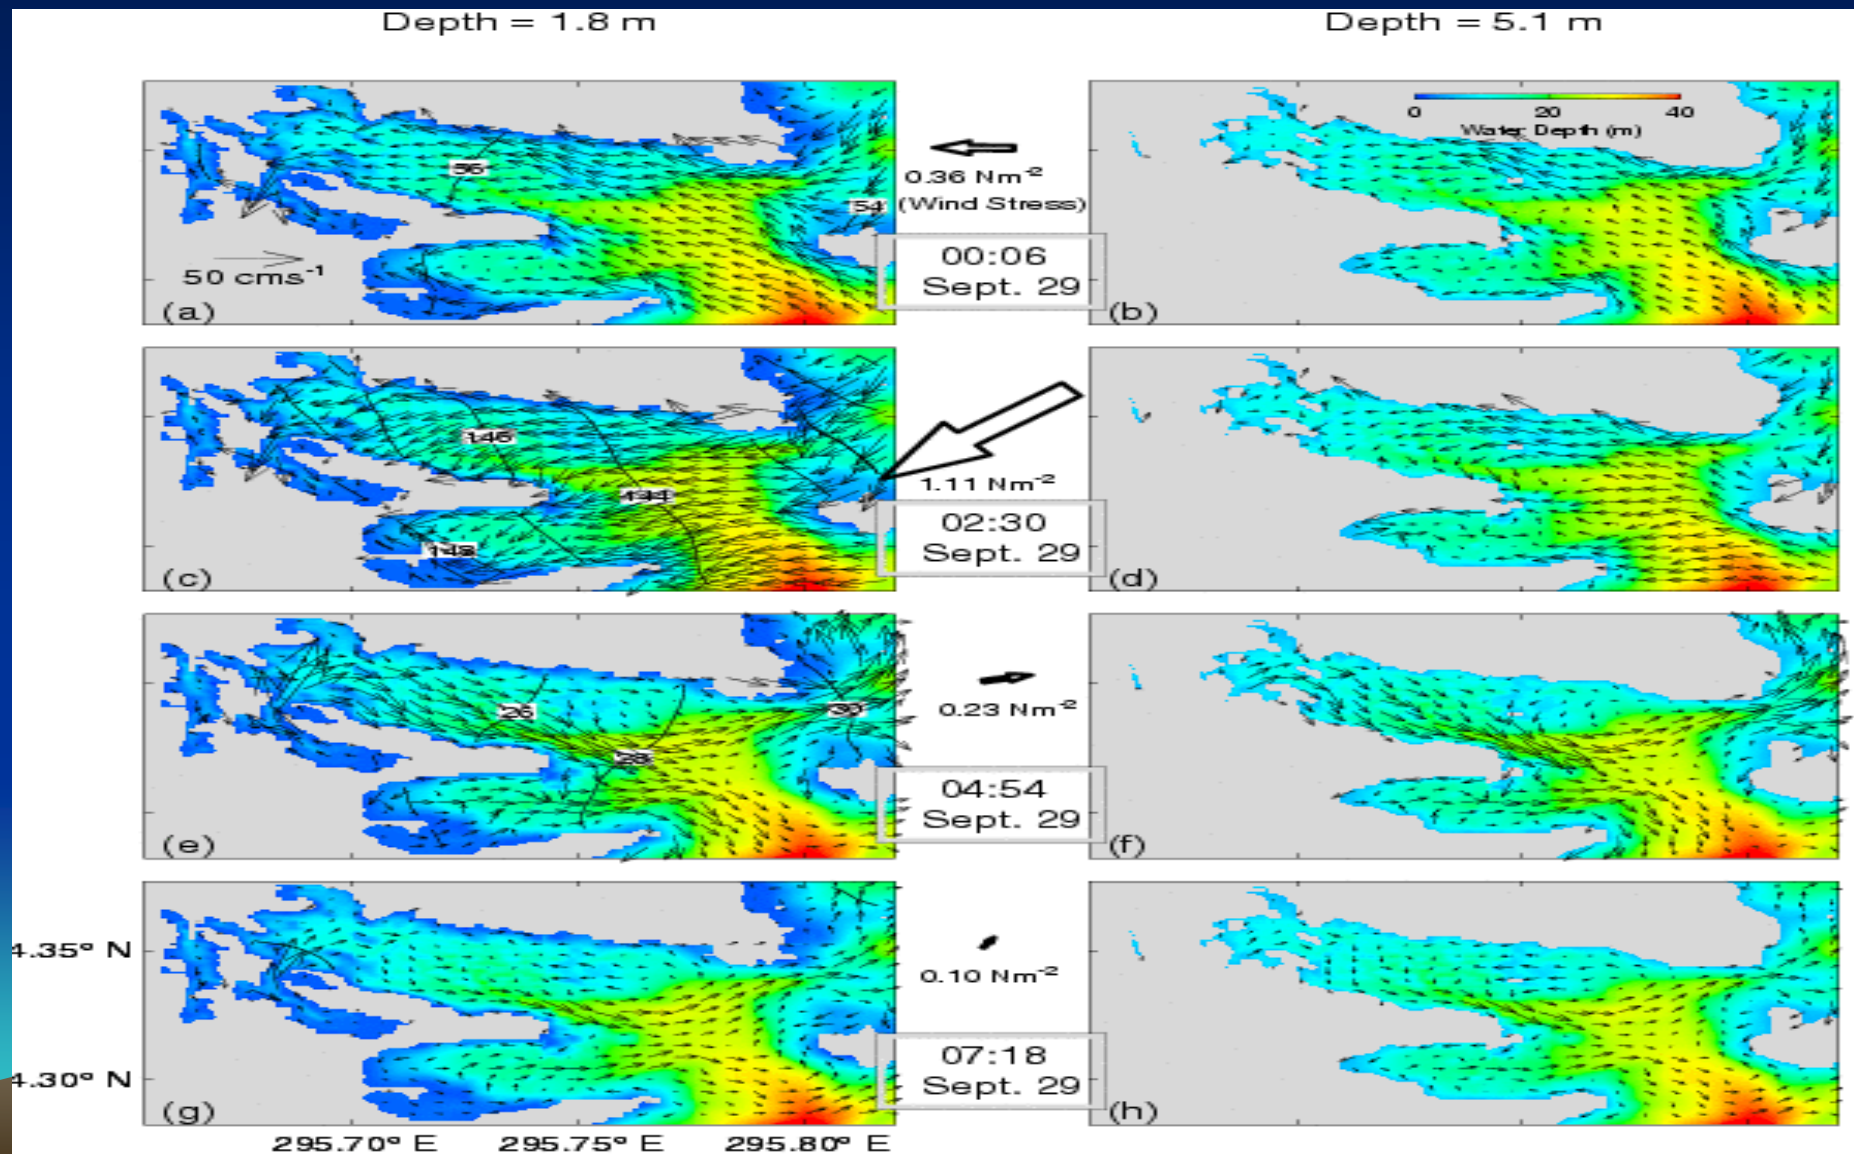 Depth = 1.8 m
Depth = 5.1 m
0 20 40
Water Depth (m)
56
54
0.36 Nm⁻²
(Wind Stress)
50 cms⁻¹
00:06
Sept. 29
(a)
(b)
146
144
148
1.11 Nm⁻²
02:30
Sept. 29
(c)
(d)
26
28
30
0.23 Nm⁻²
04:54
Sept. 29
(e)
(f)
4.35° N
4.30° N
0.10 Nm⁻²
07:18
Sept. 29
(g)
(h)
295.70° E 295.75° E 295.80° E